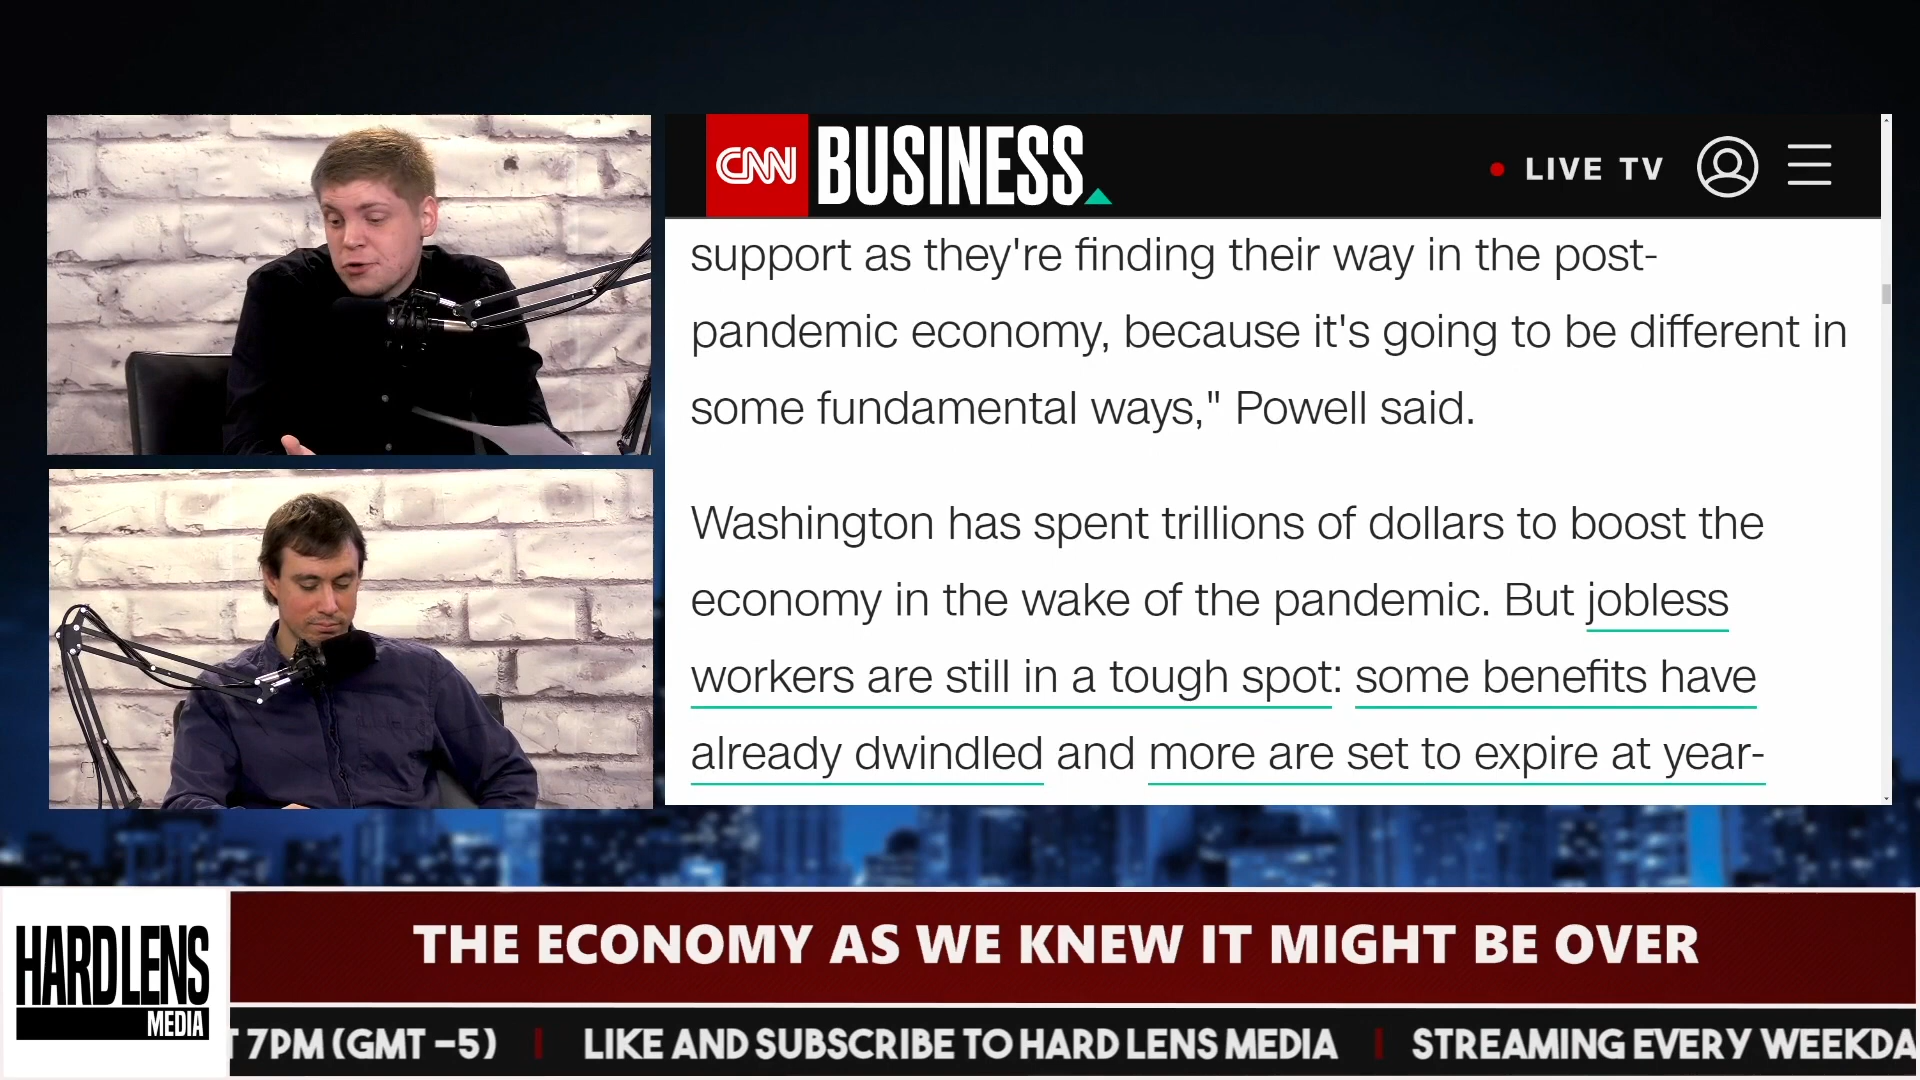 CNN BUSINESS
LIVE TV
support as they're finding their way in the post-
pandemic economy, because it's going to be different in
some fundamental ways," Powell said.
Washington has spent trillions of dollars to boost the
economy in the wake of the pandemic. But jobless
workers are still in a tough spot: some benefits have
already dwindled and more are set to expire at year-
HARD LENS
MEDIA
THE ECONOMY AS WE KNEW IT MIGHT BE OVER
T 7PM (GMT -5) | LIKE AND SUBSCRIBE TO HARD LENS MEDIA | STREAMING EVERY WEEKDA